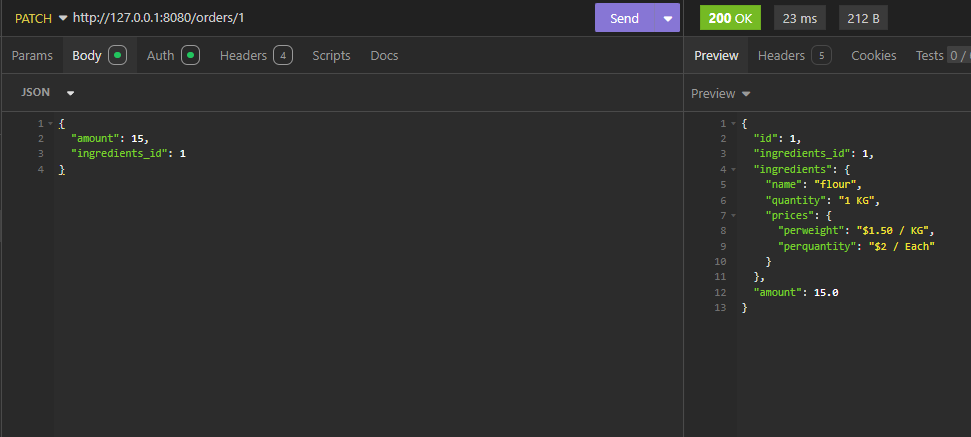 PATCH http://127.0.0.1:8080/orders/1 Send 200 OK 23 ms 212 B
Params Body Auth Headers 4 Scripts Docs Preview Headers 5 Cookies Tests 0 /
JSON Preview
1 {
2 "amount": 15,
3 "ingredients_id": 1
4 }
1 {
2 "id": 1,
3 "ingredients_id": 1,
4 "ingredients": {
5 "name": "flour",
6 "quantity": "1 KG",
7 "prices": {
8 "perweight": "$1.50 / KG",
9 "perquantity": "$2 / Each"
10 }
11 },
12 "amount": 15.0
13 }